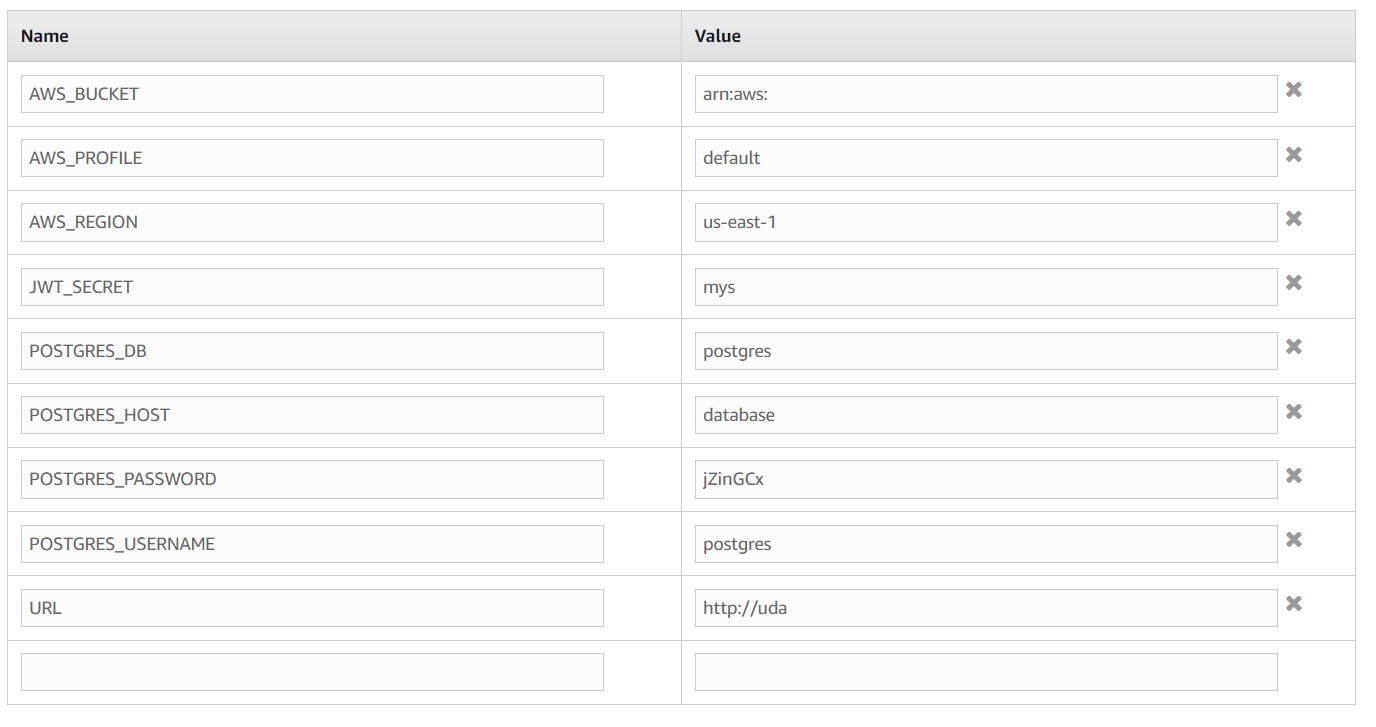 Name Value
AWS_BUCKET arn:aws:
AWS_PROFILE default
AWS_REGION us-east-1
JWT_SECRET mys
POSTGRES_DB postgres
POSTGRES_HOST database
POSTGRES_PASSWORD jZinGCx
POSTGRES_USERNAME postgres
URL http://uda